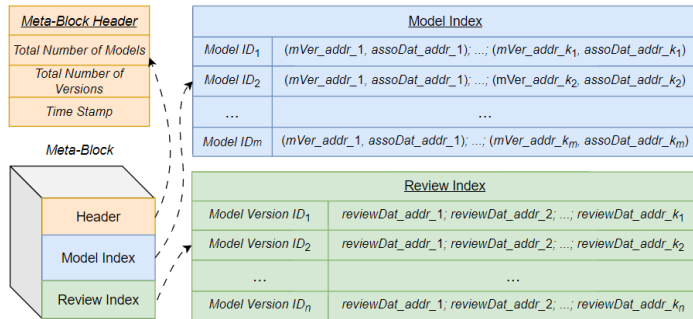 Meta-Block Header
Total Number of Models
Total Number of
Versions
Time Stamp
Meta-Block
Header
Model Index
Review Index
Model Index
Model ID₁ (mVer_addr_1, assoDat_addr_1); ...; (mVer_addr_k₁, assoDat_addr_k₁)
Model ID₂ (mVer_addr_1, assoDat_addr_1); ...; (mVer_addr_k₂, assoDat_addr_k₂)
... ...
Model IDₘ (mVer_addr_1, assoDat_addr_1); ...; (mVer_addr_kₘ, assoDat_addr_kₘ)
Review Index
Model Version ID₁ reviewDat_addr_1; reviewDat_addr_2; ...; reviewDat_addr_k₁
Model Version ID₂ reviewDat_addr_1; reviewDat_addr_2; ...; reviewDat_addr_k₂
... ...
Model Version IDₙ reviewDat_addr_1; reviewDat_addr_2; ...; reviewDat_addr_kₙ